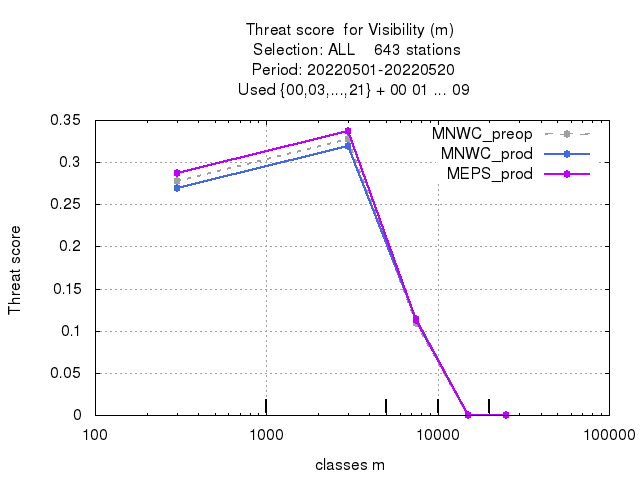 Threat score  for Visibility (m)
Selection: ALL    643 stations
Period: 20220501-20220520
Used {00,03,...,21} + 00 01 ... 09
MNWC_preop
MNWC_prod
MEPS_prod
0.35
0.3
0.25
0.2
0.15
0.1
0.05
0
Threat score
100
1000
10000
100000
classes m